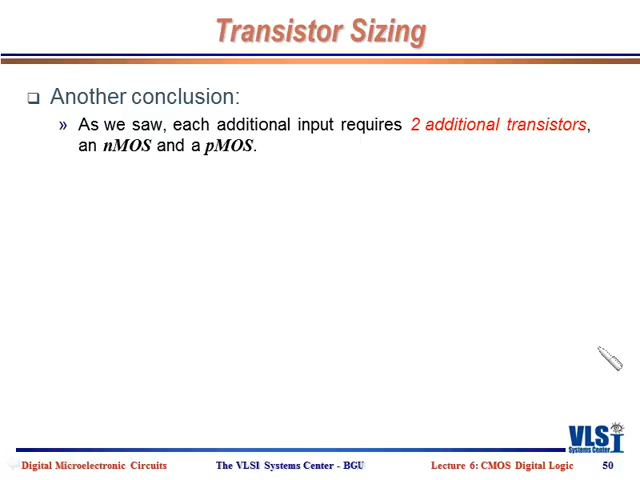 Transistor Sizing
Another conclusion:
» As we saw, each additional input requires 2 additional transistors,
an nMOS and a pMOS.
VLSI
Systems Center
Digital Microelectronic Circuits The VLSI Systems Center - BGU Lecture 6: CMOS Digital Logic 50